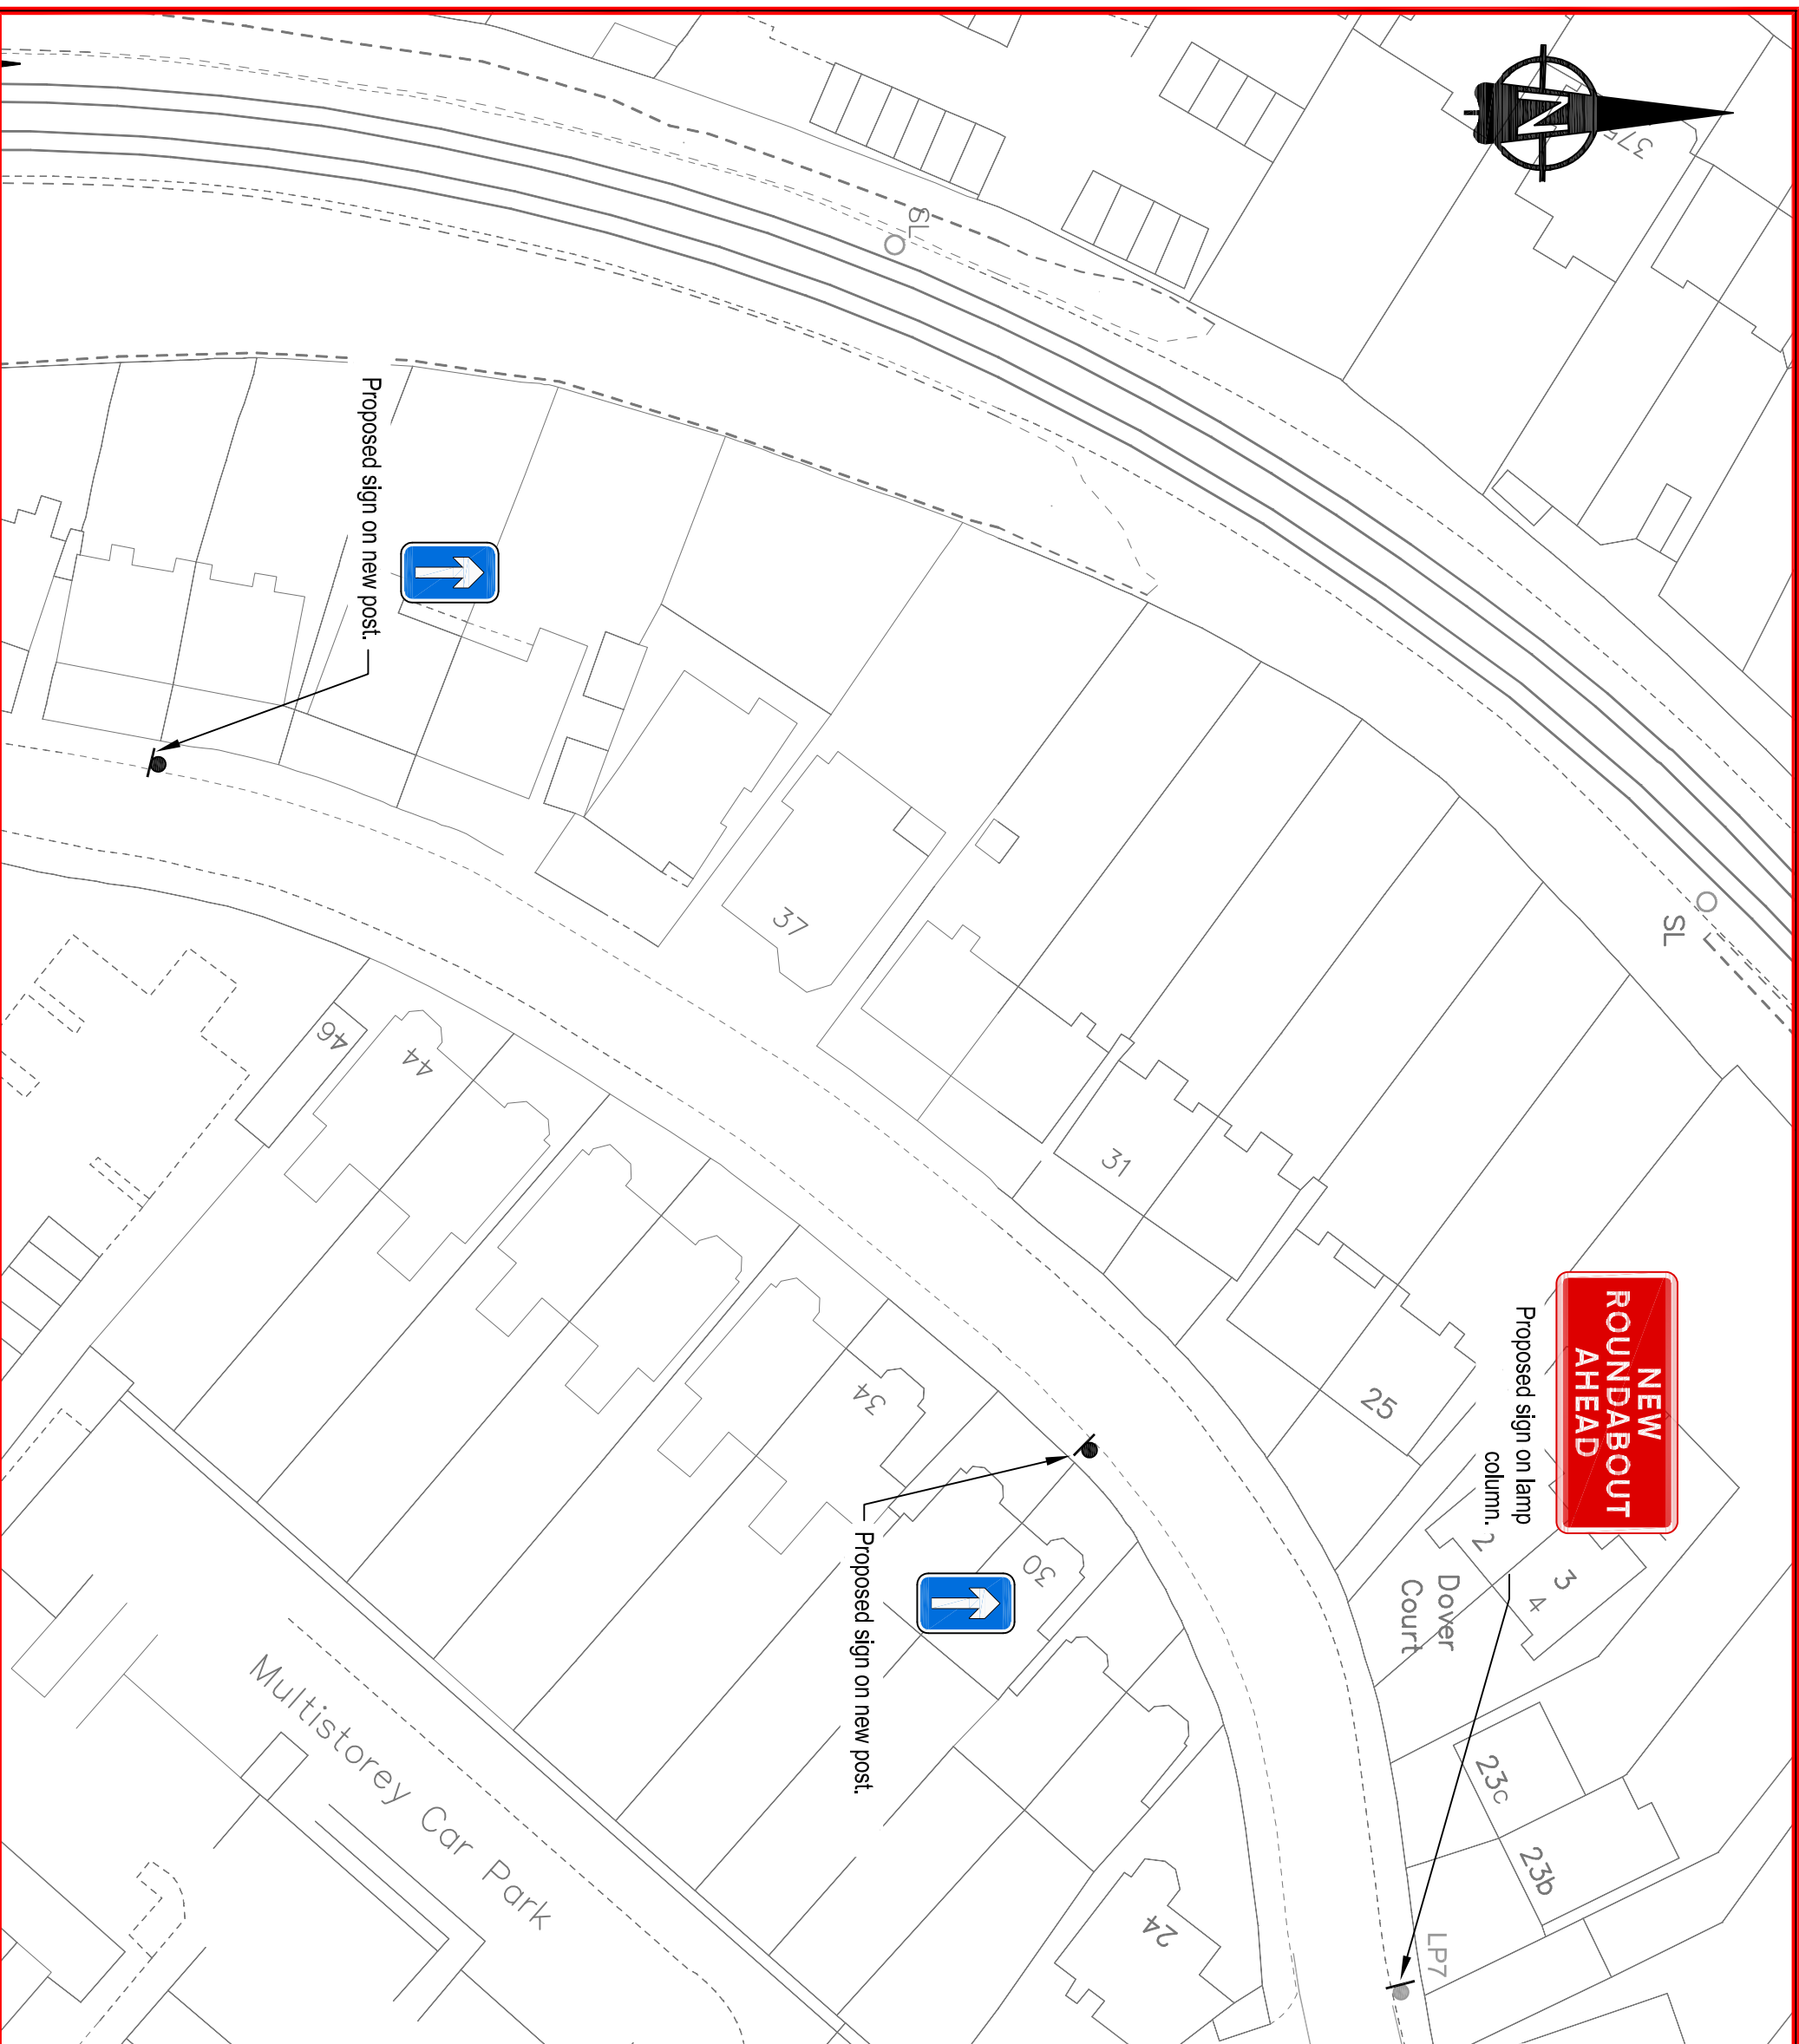 N
37E
SL
SL
Proposed sign on new post.
37
31
25
NEW
ROUNDABOUT
AHEAD
Proposed sign on lamp
column.
2
3
4
Dover
Court
23c
23b
LP7
46
44
34
30
24
Proposed sign on new post.
Multistorey Car Park